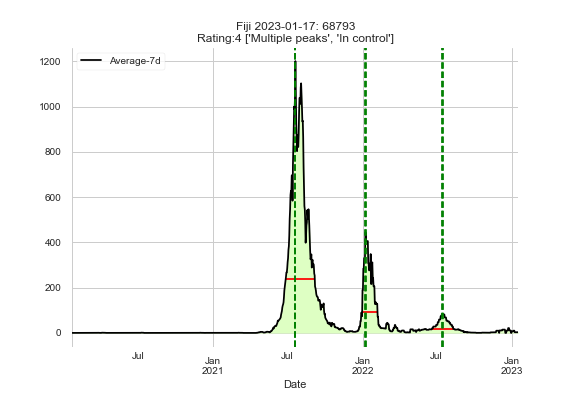 Fiji 2023-01-17: 68793
Rating:4 ['Multiple peaks', 'In control']
Average-7d
1200
1000
800
600
400
200
0
Jul
Jan
2021
Jul
Jan
2022
Jul
Jan
2023
Date